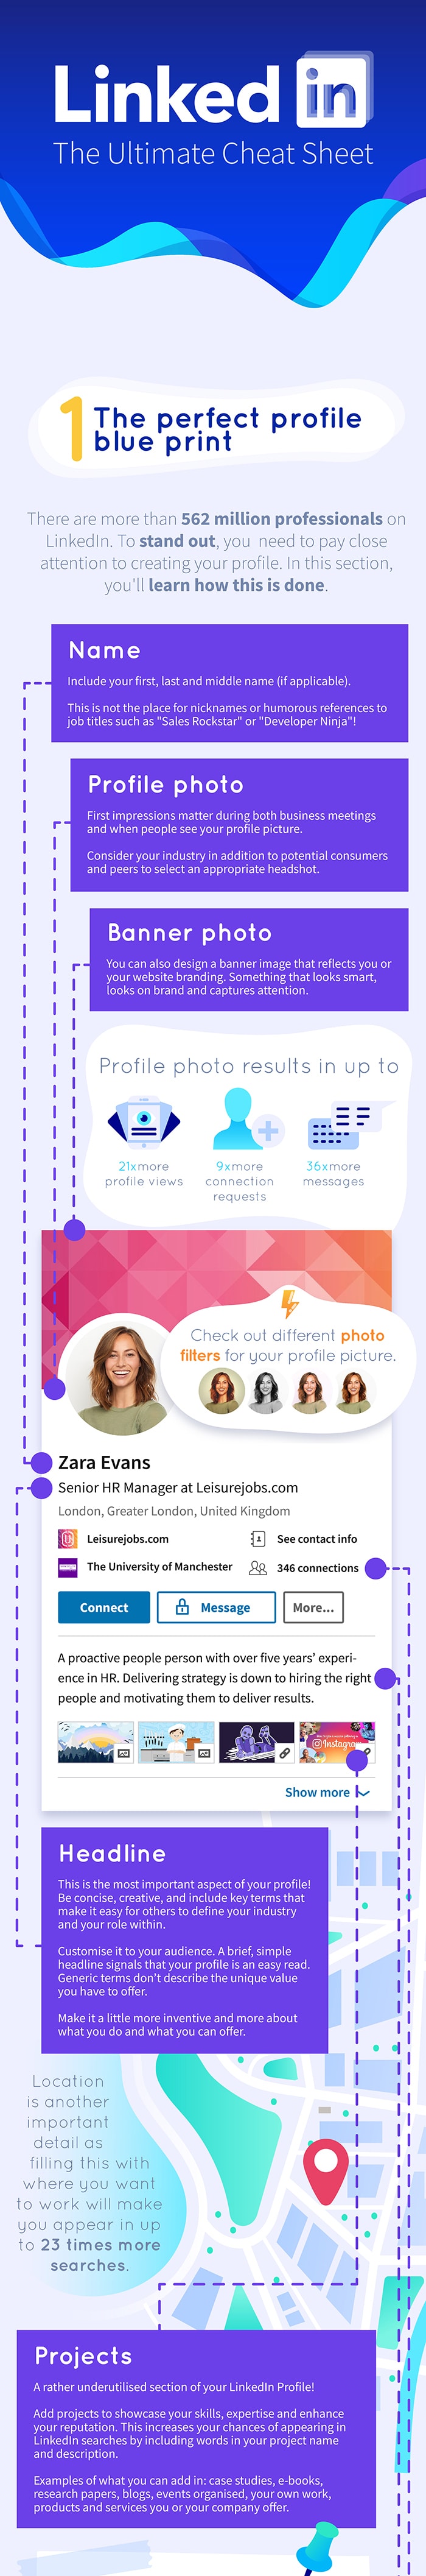 Linked in
The Ultimate Cheat Sheet
1
The perfect profile
blue print
There are more than 562 million professionals on
LinkedIn. To stand out, you need to pay close
attention to creating your profile. In this section,
you'll learn how this is done.
Name
Include your first, last and middle name (if applicable).
This is not the place for nicknames or humorous references to
job titles such as "Sales Rockstar" or "Developer Ninja"!
Profile photo
First impressions matter during both business meetings
and when people see your profile picture.
Consider your industry in addition to potential consumers
and peers to select an appropriate headshot.
Banner photo
You can also design a banner image that reflects you or
your website branding. Something that looks smart,
looks on brand and captures attention.
Profile photo results in up to
21xmore
profile views
9xmore
connection
requests
36xmore
messages
Check out different photo
filters for your profile picture.
Zara Evans
Senior HR Manager at Leisurejobs.com
London, Greater London, United Kingdom
Leisurejobs.com
See contact info
The University of Manchester
346 connections
Connect
Message
More...
A proactive people person with over five years' experi-
ence in HR. Delivering strategy is down to hiring the right
people and motivating them to deliver results.
Instagra
Show more
Headline
This is the most important aspect of your profile!
Be concise, creative, and include key terms that
make it easy for others to define your industry
and your role within.
Customise it to your audience. A brief, simple
headline signals that your profile is an easy read.
Generic terms don't describe the unique value
you have to offer.
Make it a little more inventive and more about
what you do and what you can offer.
Location
is another
important
detail as
filling this with
where you want
to work will make
you appear in up
to 23 times more
searches.
Projects
A rather underutilised section of your LinkedIn Profile!
Add projects to showcase your skills, expertise and enhance
your reputation. This increases your chances of appearing in
LinkedIn searches by including words in your project name
and description.
Examples of what you can add in: case studies, e-books,
research papers, blogs, events organised, your own work,
products and services you or your company offer.